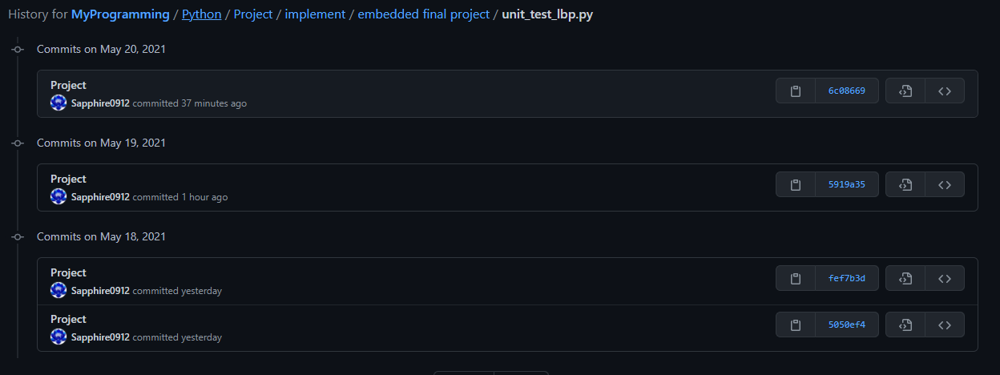 History for MyProgramming / Python / Project / implement / embedded final project / unit_test_lbp.py
Commits on May 20, 2021
Project
6c08669
Sapphire0912 committed 37 minutes ago
Commits on May 19, 2021
Project
5919a35
Sapphire0912 committed 1 hour ago
Commits on May 18, 2021
Project
fef7b3d
Sapphire0912 committed yesterday
Project
5050ef4
Sapphire0912 committed yesterday